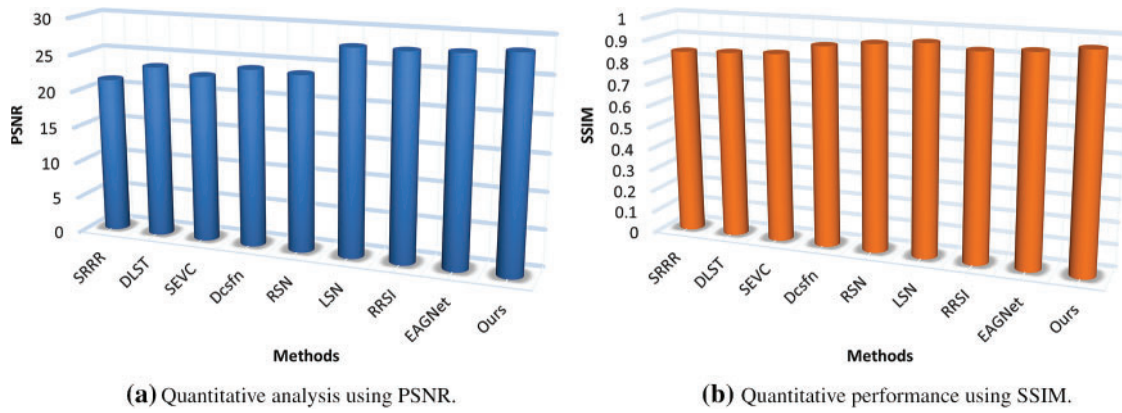 30
25
20
15
10
5
0
PSNR
SRRR
DLST
SEVC
Dcsfn
RSN
LSN
RRSI
EAGNet
Ours
Methods
(a) Quantitative analysis using PSNR.
1
0.9
0.8
0.7
0.6
0.5
0.4
0.3
0.2
0.1
0
SSIM
SRRR
DLST
SEVC
Dcsfn
RSN
LSN
RRSI
EAGNet
Ours
Methods
(b) Quantitative performance using SSIM.